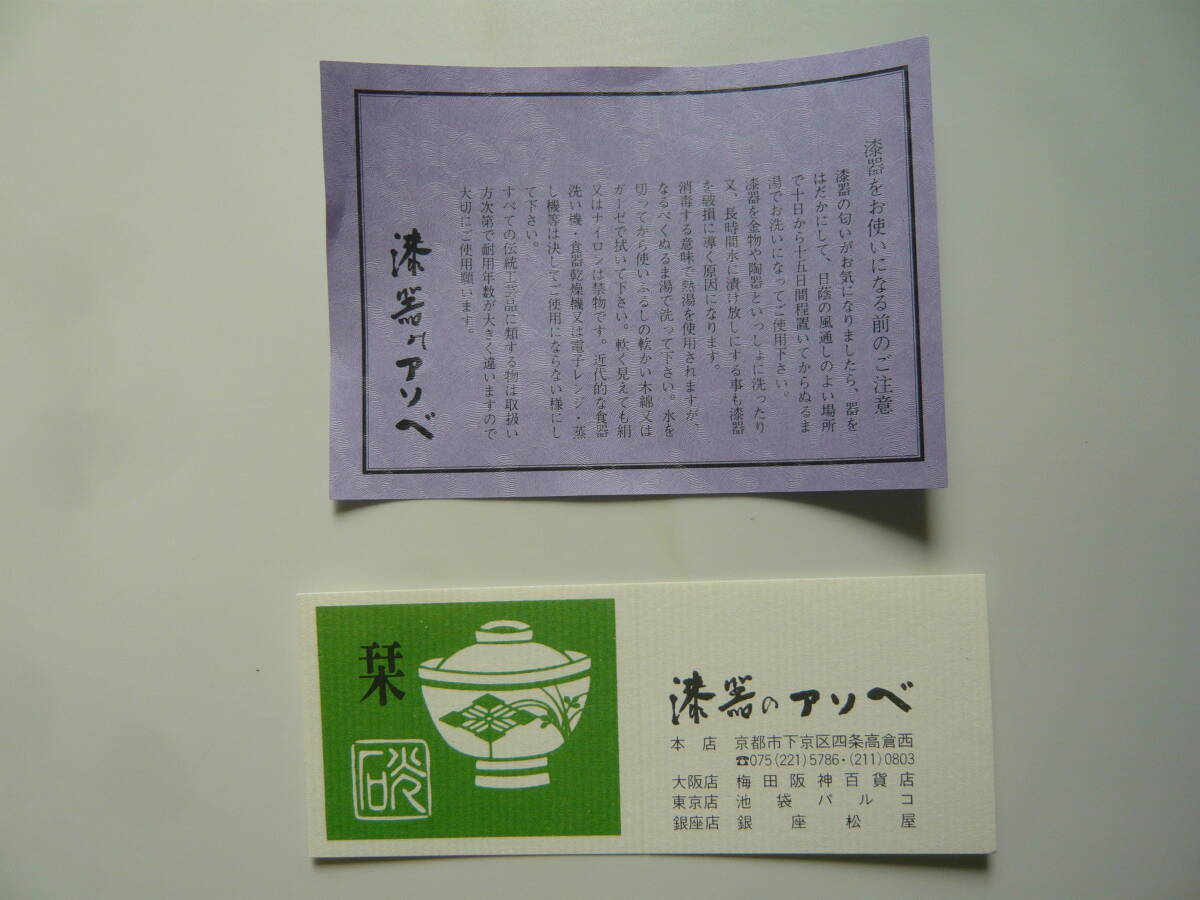 漆器をお使いになる前のご注意
漆器の匂いがお気になりましたら、器を
はだかにして、日蔭の風通しのよい場所
で十日から十五日間程置いてからぬるま
湯でお洗いになってご使用下さい。
漆器を金物や陶器といっしょに洗ったり
又、長時間水に漬け放しにする事も漆器
を破損に導く原因になります。
消毒する意味で熱湯を使用されますが、
なるべくぬるま湯で洗って下さい。水を
切ってから使いふるしの軟かい木綿又は
ガーゼで拭いて下さい。軟く見えても絹
又はナイロンは禁物です。近代的な食器
洗い機・食器乾燥機又は電子レンジ・蒸
し機等は決してご使用にならない様にし
て下さい。
すべての伝統工芸品に類する物は取扱い
方次第で耐用年数が大きく違いますので
大切にご使用願います。
漆器のアソベ
栞
漆器のアソベ
本店 京都市下京区四条高倉西
☎075(221)5786・(211)0803
大阪店 梅田阪神百貨店
東京店 池袋パルコ
銀座店 銀座松屋